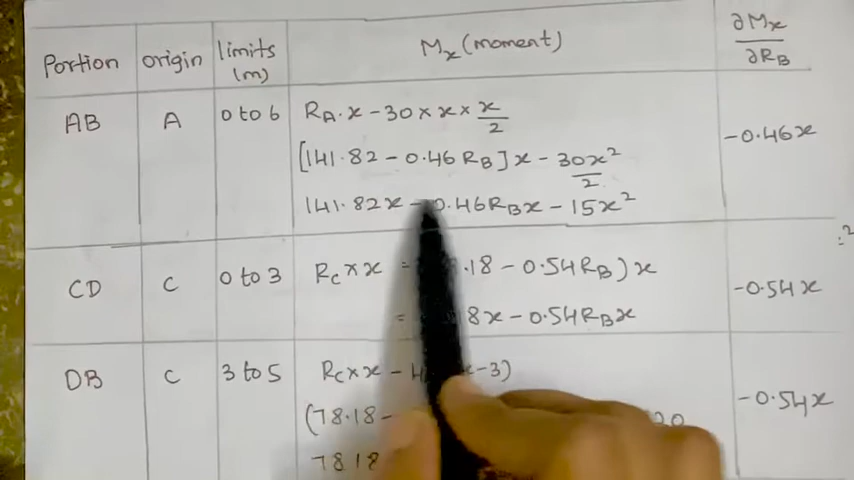 Portion origin limits (m) Mx (moment) ∂Mx/∂RB
AB A 0 to 6 RA·x − 30 × x × x/2 −0.46x
[141.82 − 0.46 RB] x − 30x²/2
141.82x − 0.46RBx − 15x²
CD C 0 to 3 RC × x = .18 − 0.54RB) x −0.54x
= 8x − 0.54RBx
DB C 3 to 5 RC × x − x−3) −0.54x
(78.18 − 20
78.18